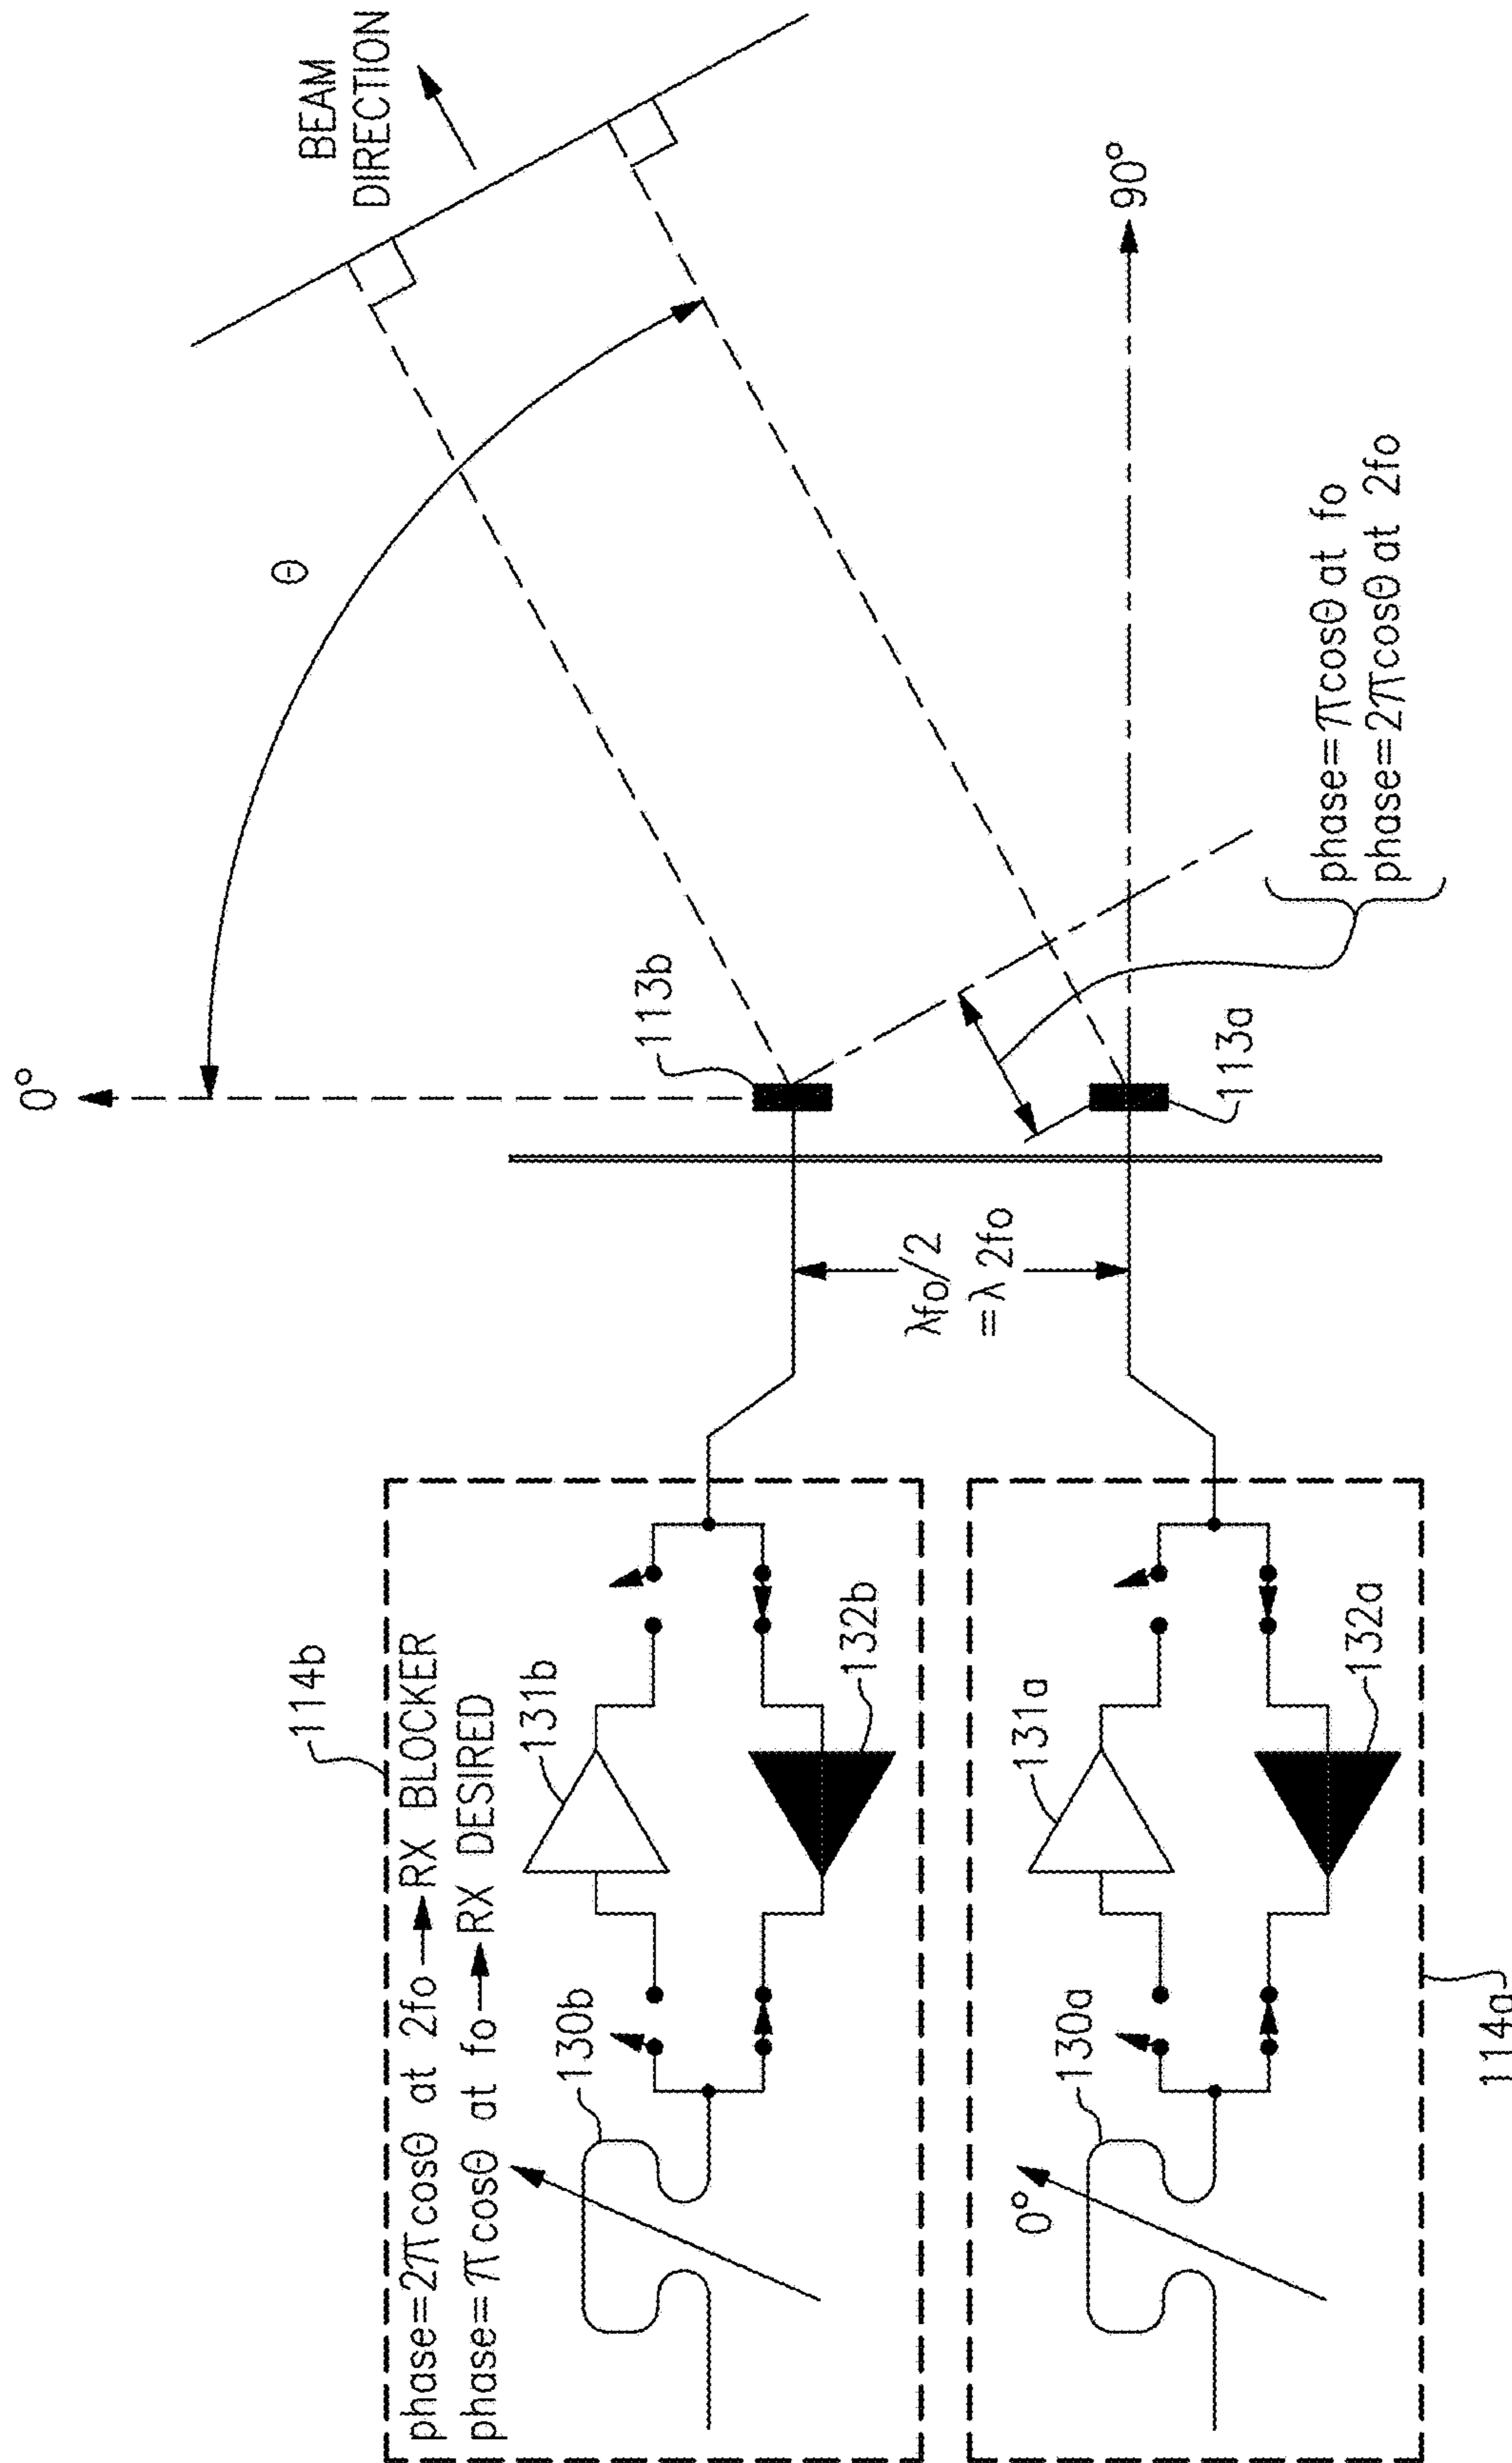 114b
phase=2πcosθ at 2fo→RX BLOCKER
phase=πcosθ at fo→RX DESIRED
130b
131b
132b
0°
130a
131a
132a
114a
λfo/2
=λ2fo
0°
113b
113a
θ
BEAM
DIRECTION
90°
phase=πcosθ at fo
phase=2πcosθ at 2fo